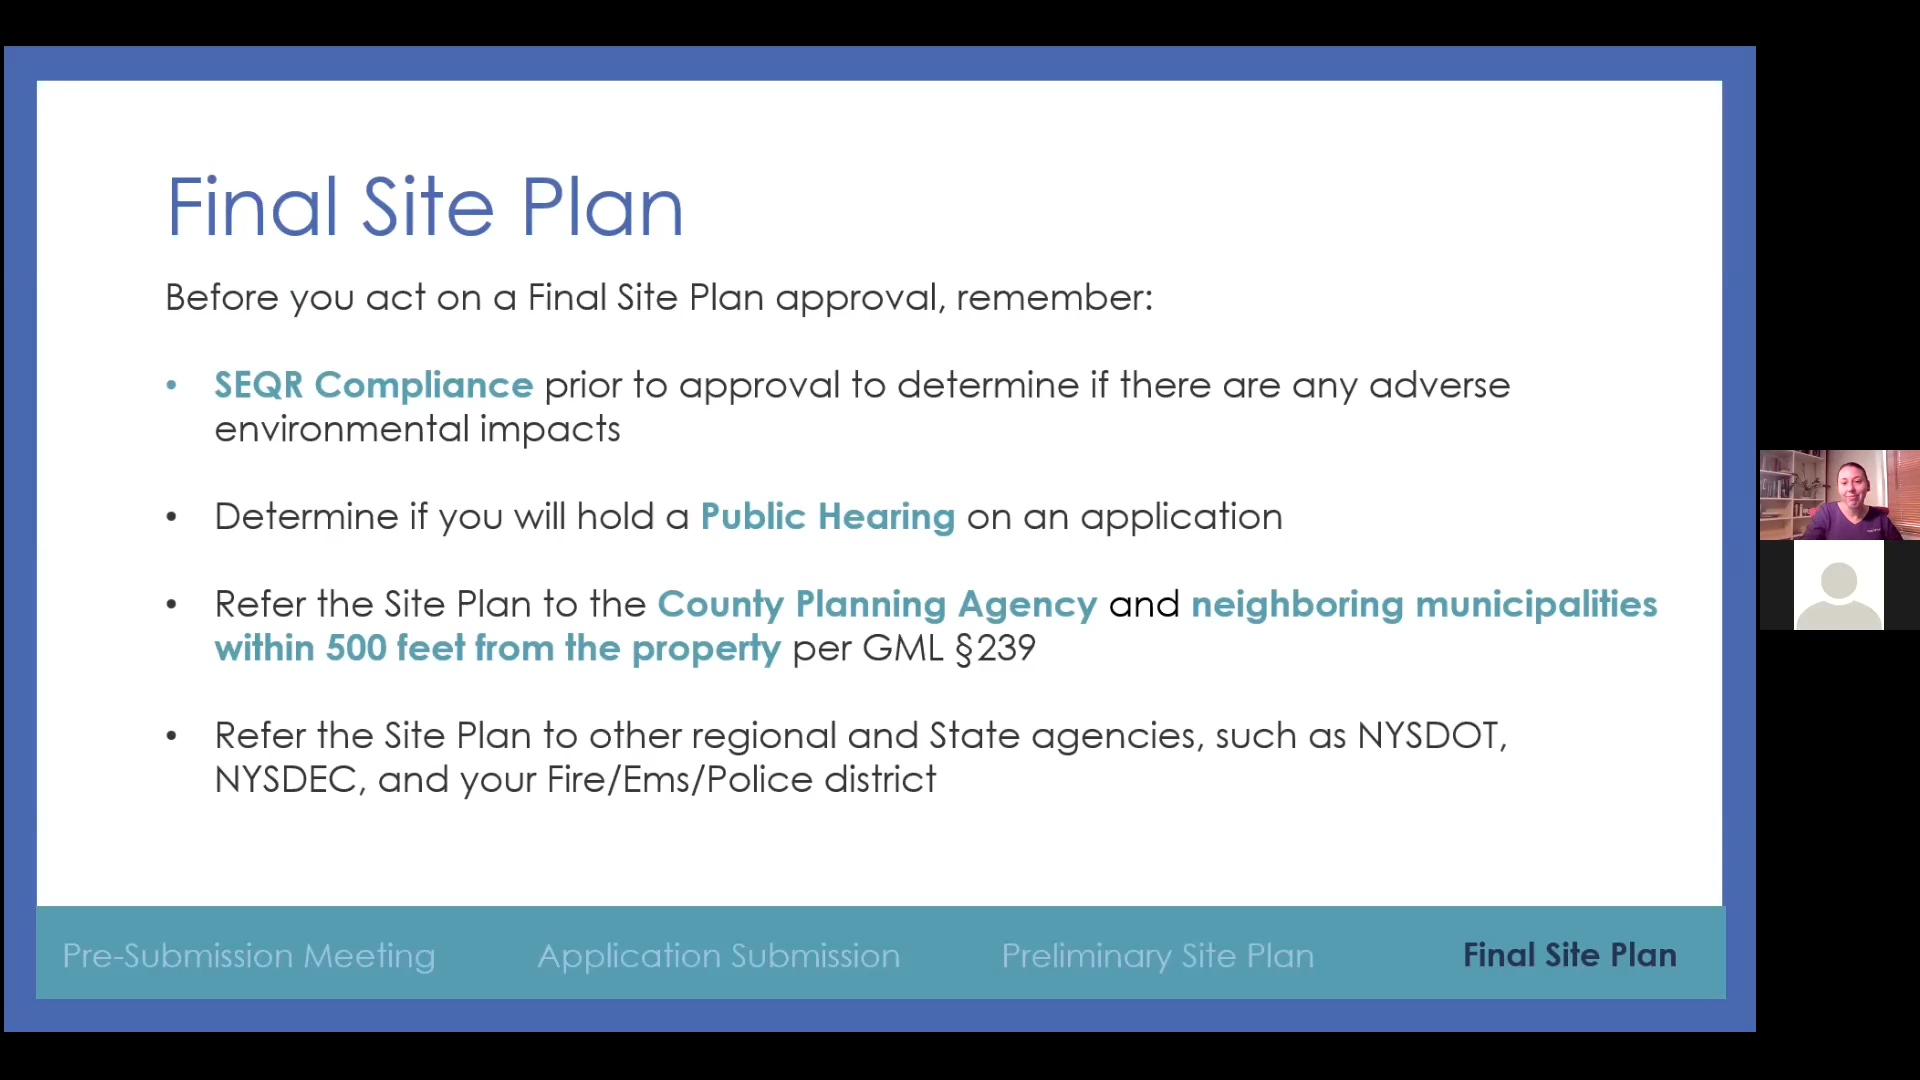 Final Site Plan
Before you act on a Final Site Plan approval, remember:
• SEQR Compliance prior to approval to determine if there are any adverse
environmental impacts
• Determine if you will hold a Public Hearing on an application
• Refer the Site Plan to the County Planning Agency and neighboring municipalities
within 500 feet from the property per GML §239
• Refer the Site Plan to other regional and State agencies, such as NYSDOT,
NYSDEC, and your Fire/Ems/Police district
Pre-Submission Meeting
Application Submission
Preliminary Site Plan
Final Site Plan